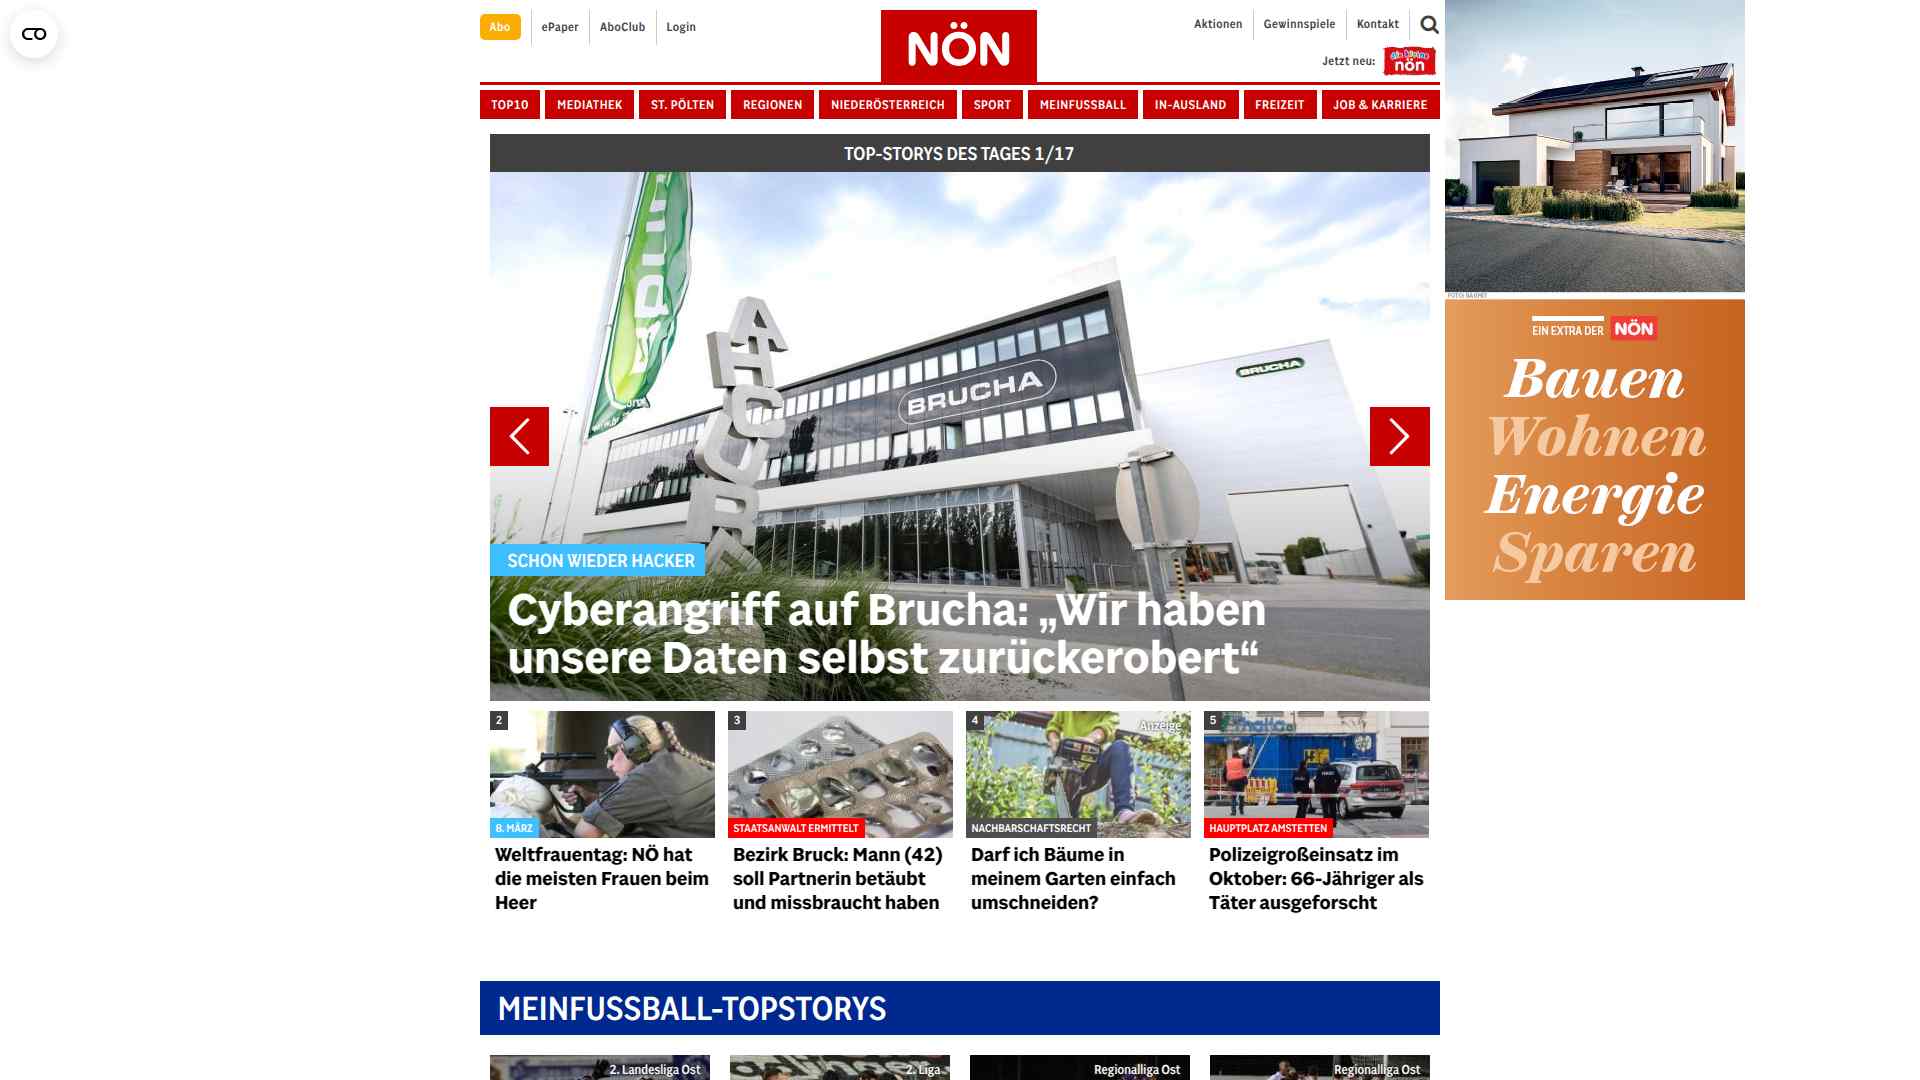 Abo
ePaper
AboClub
Login
NÖN
Aktionen
Gewinnspiele
Kontakt
Jetzt neu:
die kleine
nön
TOP10
MEDIATHEK
ST. PÖLTEN
REGIONEN
NIEDERÖSTERREICH
SPORT
MEINFUSSBALL
IN-AUSLAND
FREIZEIT
JOB & KARRIERE
TOP-STORYS DES TAGES 1/17
BRUCHA
BRUCHA
BRUCHA
SCHON WIEDER HACKER
Cyberangriff auf Brucha: „Wir haben
unsere Daten selbst zurückerobert“
2
8. MÄRZ
Weltfrauentag: NÖ hat
die meisten Frauen beim
Heer
3
STAATSANWALT ERMITTELT
Bezirk Bruck: Mann (42)
soll Partnerin betäubt
und missbraucht haben
4
Anzeige
NACHBARSCHAFTSRECHT
Darf ich Bäume in
meinem Garten einfach
umschneiden?
5
HAUPTPLATZ AMSTETTEN
Polizeigroßeinsatz im
Oktober: 66-Jähriger als
Täter ausgeforscht
MEINFUSSBALL-TOPSTORYS
2. Landesliga Ost
2. Liga
Regionalliga Ost
Regionalliga Ost
EIN EXTRA DER
NÖN
Bauen
Wohnen
Energie
Sparen